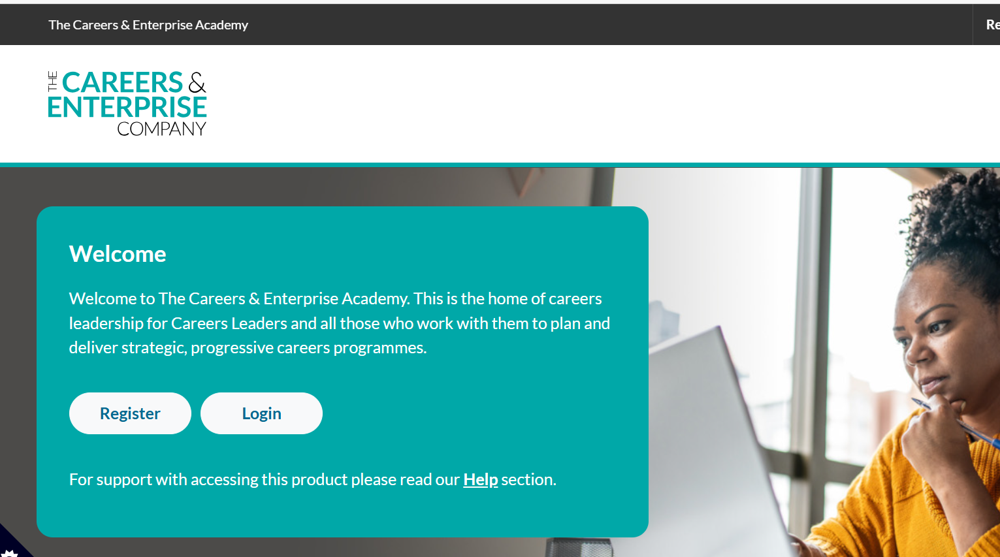 The Careers & Enterprise Academy
Re
THE CAREERS &
ENTERPRISE
COMPANY
Welcome
Welcome to The Careers & Enterprise Academy. This is the home of careers
leadership for Careers Leaders and all those who work with them to plan and
deliver strategic, progressive careers programmes.
Register
Login
For support with accessing this product please read our Help section.